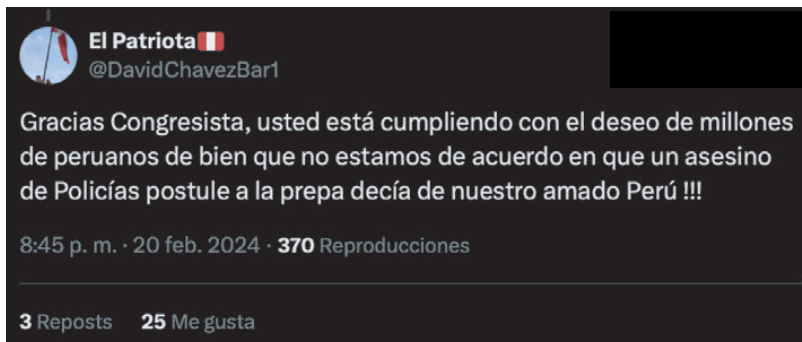 El Patriota🇵🇪
@DavidChavezBar1
Gracias Congresista, usted está cumpliendo con el deseo de millones
de peruanos de bien que no estamos de acuerdo en que un asesino
de Policías postule a la prepa decía de nuestro amado Perú !!!
8:45 p. m. · 20 feb. 2024 · 370 Reproducciones
3 Reposts 25 Me gusta